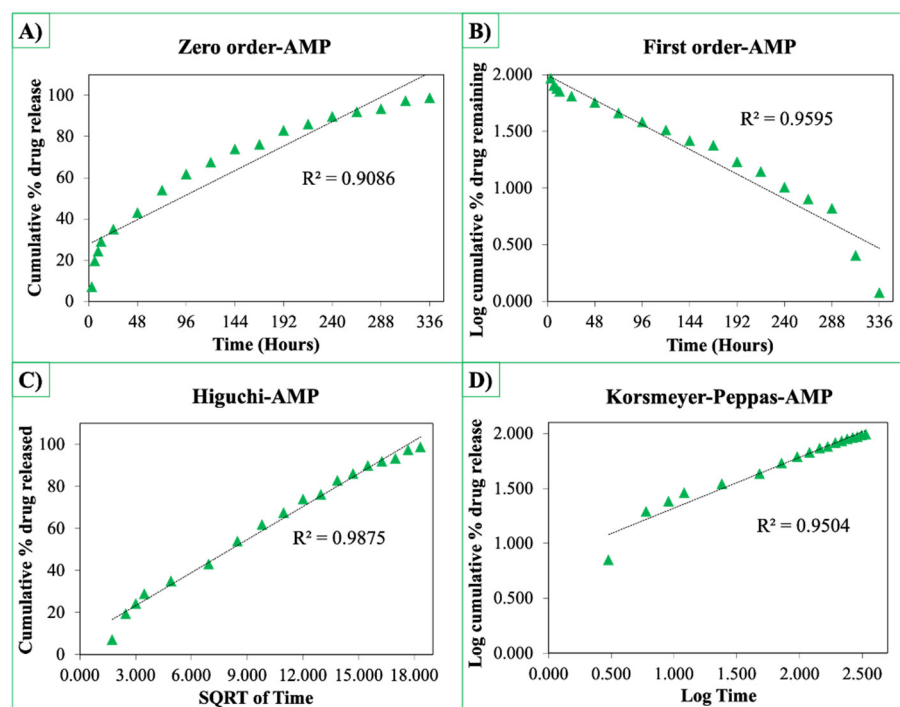 A)
Zero order-AMP
Cumulative % drug release
100
80
60
40
20
0
R² = 0.9086
0 48 96 144 192 240 288 336
Time (Hours)
B)
First order-AMP
Log cumulative % drug remaining
2.000
1.500
1.000
0.500
0.000
R² = 0.9595
0 48 96 144 192 240 288 336
Time (Hours)
C)
Higuchi-AMP
Cumulative % drug released
100
80
60
40
20
0
R² = 0.9875
0.000 3.000 6.000 9.000 12.000 15.000 18.000
SQRT of Time
D)
Korsmeyer-Peppas-AMP
Log cumulative % drug release
2.000
1.500
1.000
0.500
0.000
R² = 0.9504
0.000 0.500 1.000 1.500 2.000 2.500
Log Time